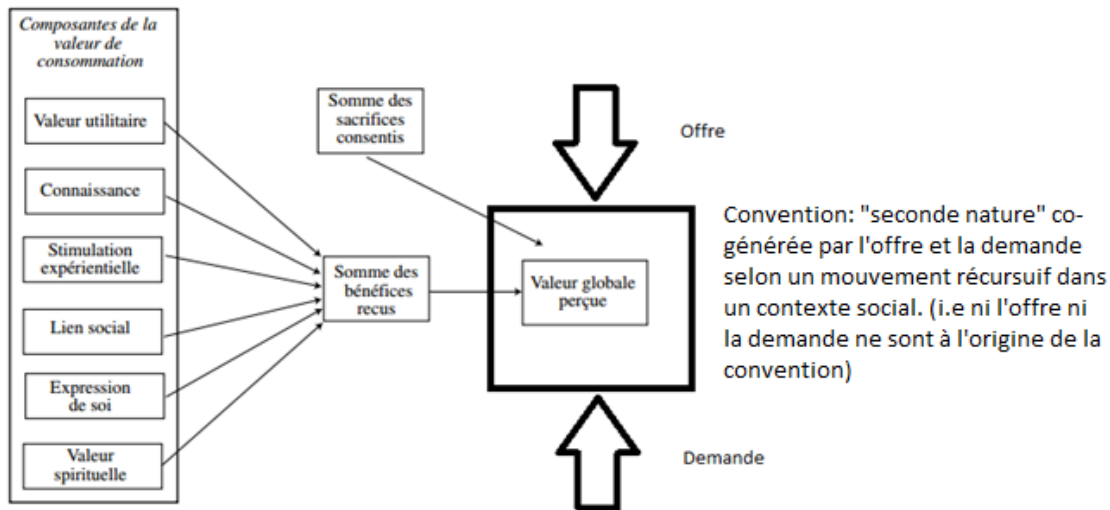 Composantes de la
valeur de
consommation
Valeur utilitaire
Connaissance
Stimulation
expérientielle
Lien social
Expression
de soi
Valeur
spirituelle
Somme des
sacrifices
consentis
Somme des
bénéfices
recus
Valeur globale
perçue
Offre
Convention: "seconde nature" co-
générée par l'offre et la demande
selon un mouvement récursuif dans
un contexte social. (i.e ni l'offre ni
la demande ne sont à l'origine de la
convention)
Demande